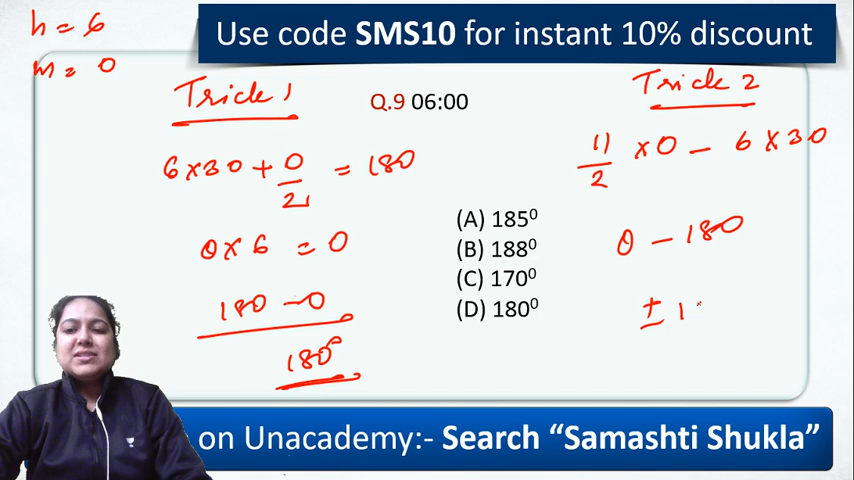 h = 6
m = 0
Use code SMS10 for instant 10% discount
Trick 1
Q.9 06:00
Trick 2
6 x 30 + 0/2 = 180
11/2 x 0 - 6 x 30
0 x 6 = 0
0 - 180
180 - 0
± 1
180°
(A) 185⁰
(B) 188⁰
(C) 170⁰
(D) 180⁰
on Unacademy:- Search “Samashti Shukla”